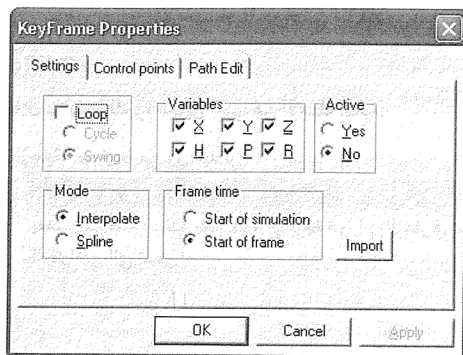 KeyFrame Properties
Settings Control points Path Edit
Loop
Cycle
Swing
Variables
X Y Z
H P R
Active
Yes
No
Mode
Interpolate
Spline
Frame time
Start of simulation
Start of frame
Import
OK Cancel Apply